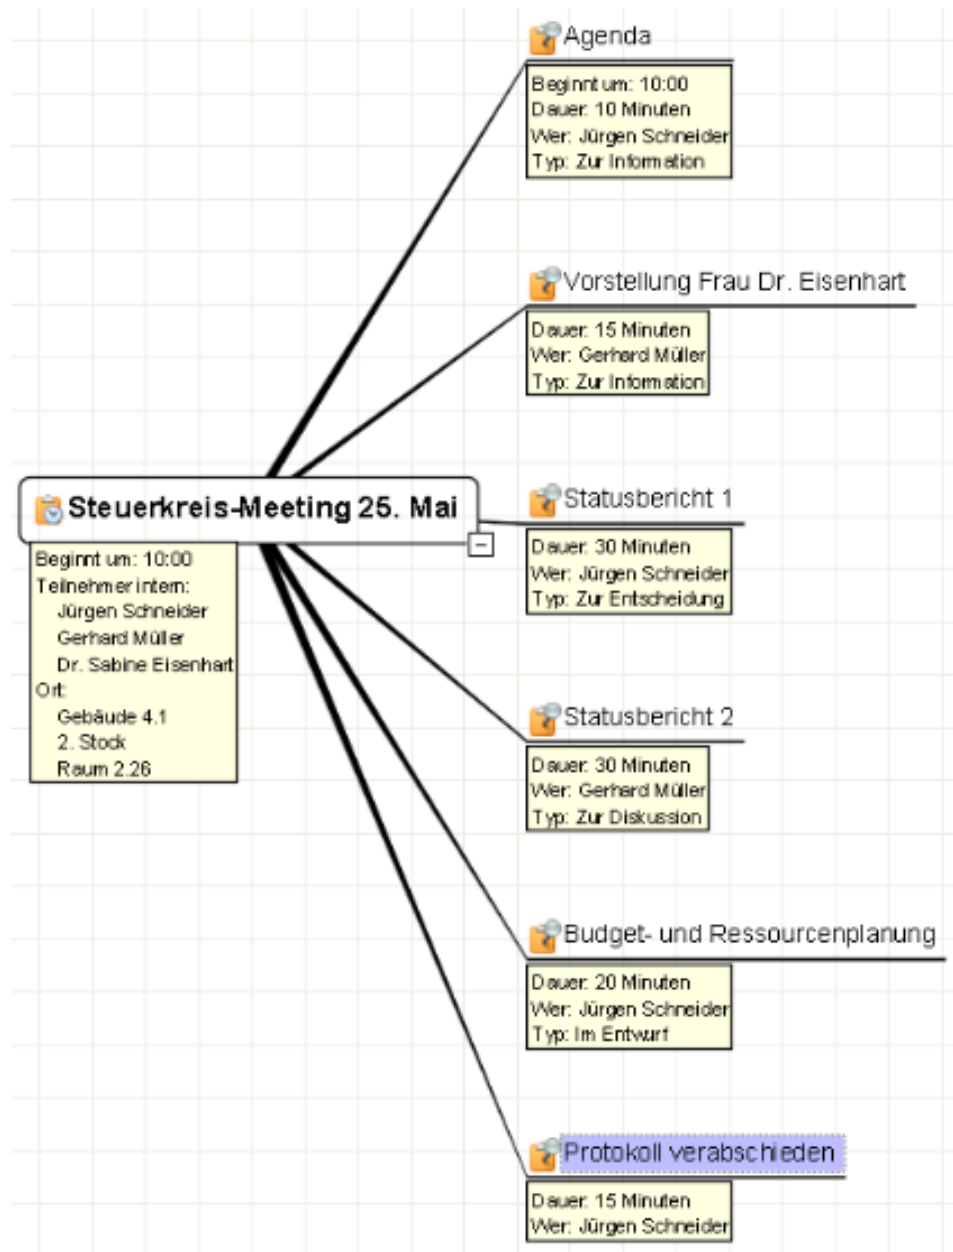 Agenda
Beginnt um: 10:00
Dauer: 10 Minuten
Wer: Jürgen Schneider
Typ: Zur Information
Vorstellung Frau Dr. Eisenhart
Dauer: 15 Minuten
Wer: Gerhard Müller
Typ: Zur Information
Steuerkreis-Meeting 25. Mai
Beginnt um: 10:00
Teilnehmer intern:
Jürgen Schneider
Gerhard Müller
Dr. Sabine Eisenhart
Ort:
Gebäude 4.1
2. Stock
Raum 2.26
Statusbericht 1
Dauer: 30 Minuten
Wer: Jürgen Schneider
Typ: Zur Entscheidung
Statusbericht 2
Dauer: 30 Minuten
Wer: Gerhard Müller
Typ: Zur Diskussion
Budget- und Ressourcenplanung
Dauer: 20 Minuten
Wer: Jürgen Schneider
Typ: Im Entwurf
Protokoll verabschieden
Dauer: 15 Minuten
Wer: Jürgen Schneider